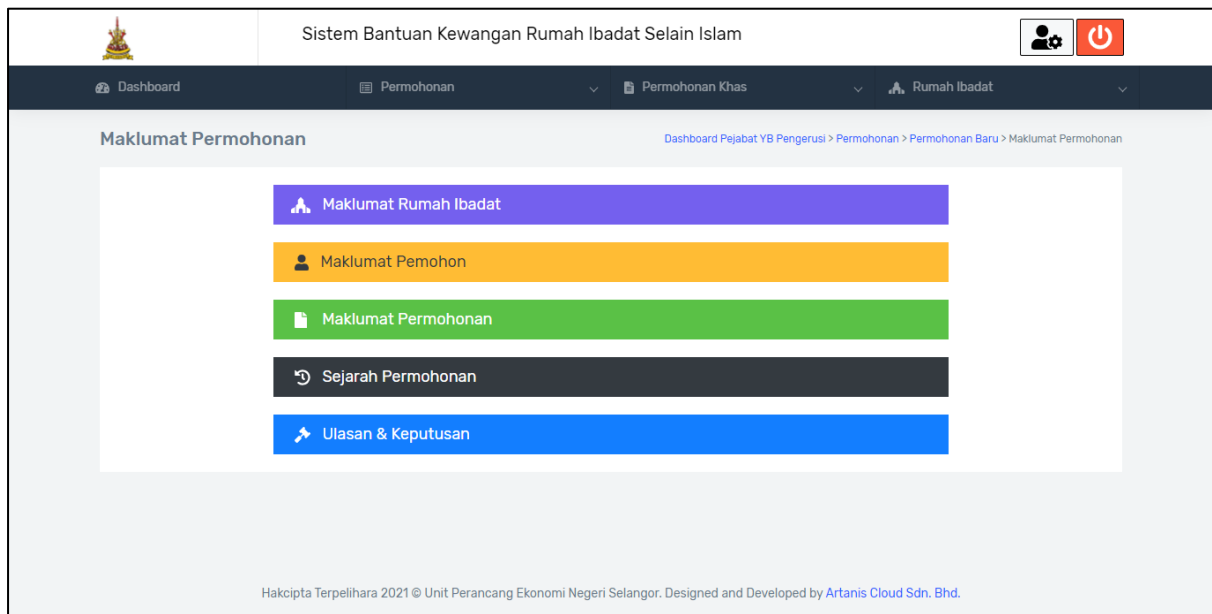 Sistem Bantuan Kewangan Rumah Ibadat Selain Islam
Dashboard
Permohonan
Permohonan Khas
Rumah Ibadat
Maklumat Permohonan
Dashboard Pejabat YB Pengerusi > Permohonan > Permohonan Baru > Maklumat Permohonan
Maklumat Rumah Ibadat
Maklumat Pemohon
Maklumat Permohonan
Sejarah Permohonan
Ulasan & Keputusan
Hakcipta Terpelihara 2021 © Unit Perancang Ekonomi Negeri Selangor. Designed and Developed by Artanis Cloud Sdn. Bhd.